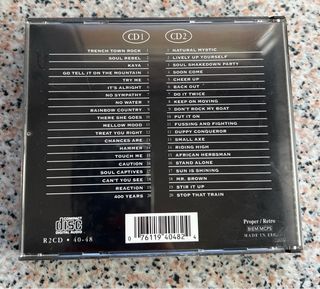 CD1
TRENCH TOWN ROCK
SOUL REBEL
KAYA
GO TELL IT ON THE MOUNTAIN
TRY ME
IT'S ALRIGHT
NO SYMPATHY
NO WATER
RAINBOW COUNTRY
THERE SHE GOES
MELLOW MOOD
TREAT YOU RIGHT
CHANCES ARE
HAMMER
TOUCH ME
CAUTION
SOUL CAPTIVES
CAN'T YOU SEE
REACTION
400 YEARS
CD2
NATURAL MYSTIC
LIVELY UP YOURSELF
SOUL SHAKEDOWN PARTY
SOON COME
CHEER UP
BACK OUT
DO IT TWICE
KEEP ON MOVING
DON'T ROCK MY BOAT
PUT IT ON
FUSSING AND FIGHTING
DUPPY CONQUEROR
SMALL AXE
RIDING HIGH
AFRICAN HERBSMAN
STAND ALONE
SUN IS SHINING
MR. BROWN
STIR IT UP
STOP THAT TRAIN
COMPACT
disc
DIGITAL AUDIO
R2CD • 40-48
0 76119 40482 4
Proper / Retro
BIEM/MCPS
MADE IN